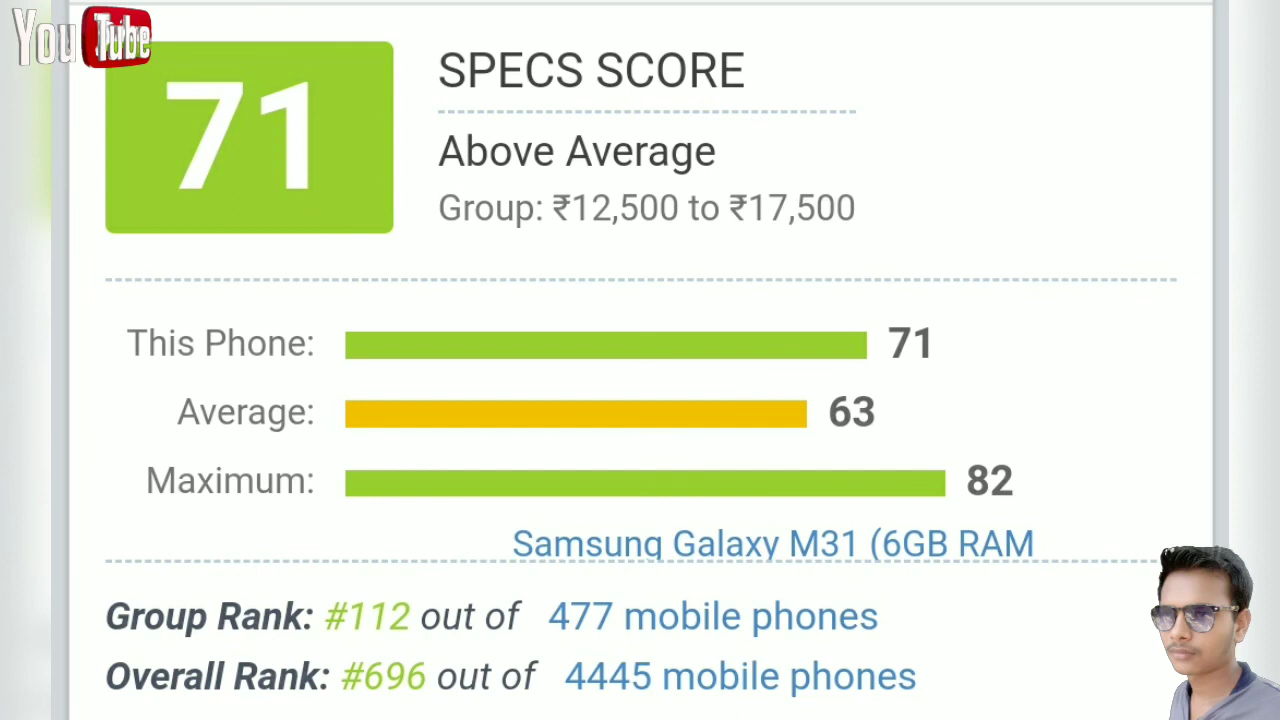 YouTube
71
SPECS SCORE
Above Average
Group: ₹12,500 to ₹17,500
This Phone: 71
Average: 63
Maximum: 82
Samsung Galaxy M31 (6GB RAM
Group Rank: #112 out of 477 mobile phones
Overall Rank: #696 out of 4445 mobile phones